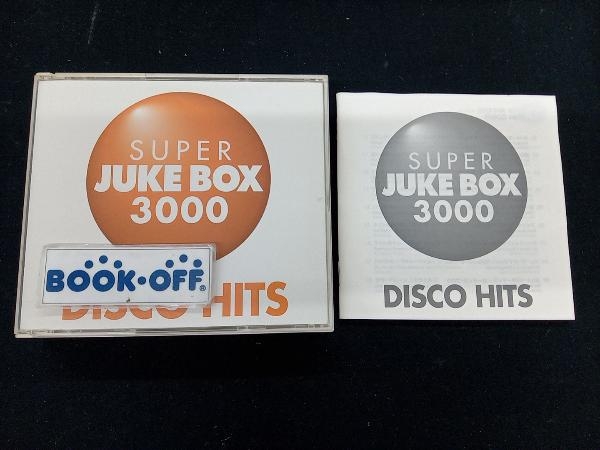 SUPER
JUKE BOX
3000
BOOK·OFF®
DISCO HITS
SUPER
JUKE BOX
3000
DISCO HITS